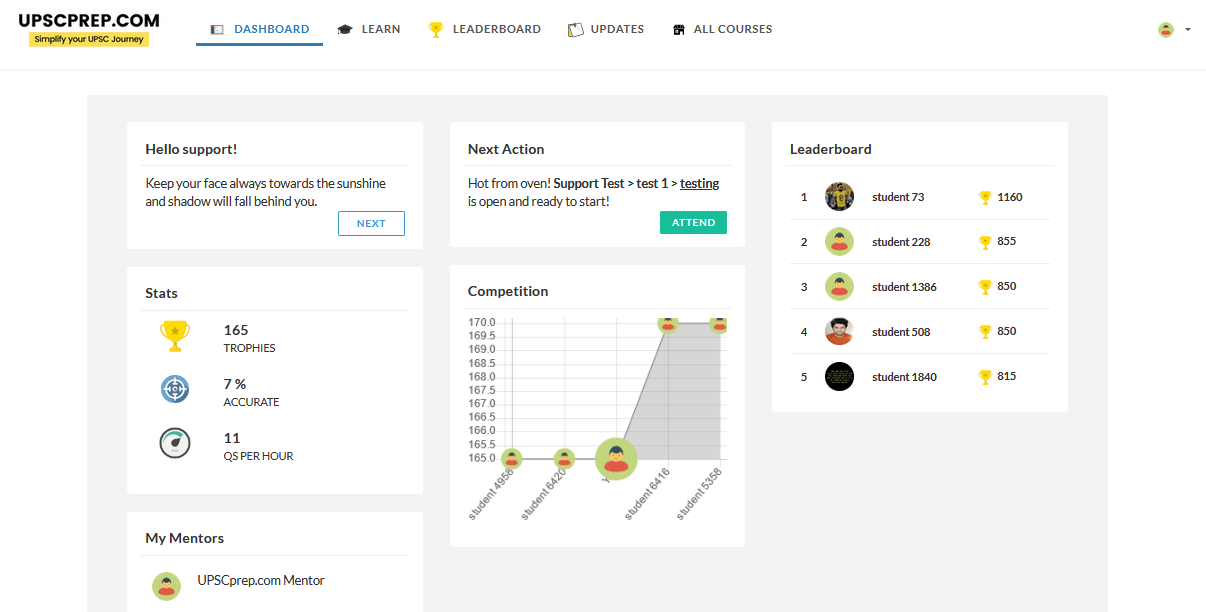 UPSCPREP.COM
Simplify your UPSC Journey
DASHBOARD
LEARN
LEADERBOARD
UPDATES
ALL COURSES
Hello support!
Keep your face always towards the sunshine
and shadow will fall behind you.
NEXT
Stats
165
TROPHIES
7 %
ACCURATE
11
QS PER HOUR
My Mentors
UPSCprep.com Mentor
Next Action
Hot from oven! Support Test > test 1 > testing
is open and ready to start!
ATTEND
Competition
170.0
169.5
169.0
168.5
168.0
167.5
167.0
166.5
166.0
165.5
165.0
student 4958
student 6420
student 6416
student 5358
Leaderboard
1 student 73 1160
2 student 228 855
3 student 1386 850
4 student 508 850
5 student 1840 815